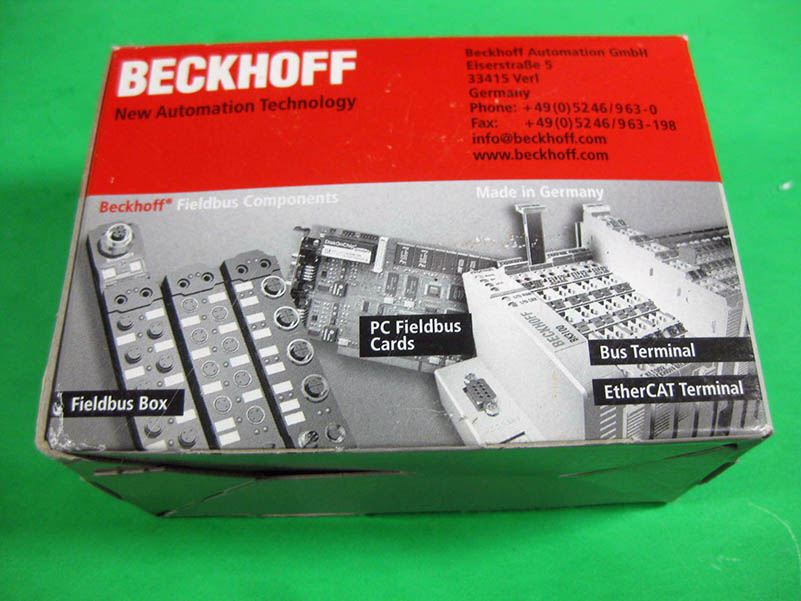 BECKHOFF
New Automation Technology
Beckhoff Automation GmbH
Eiserstraße 5
33415 Verl
Germany
Phone: +49(0)5246/963-0
Fax: +49(0)5246/963-198
info@beckhoff.com
www.beckhoff.com
Beckhoff® Fieldbus Components
Made in Germany
DiskOnChip
PC Fieldbus
Cards
BECKHOFF
Bus Terminal
EtherCAT Terminal
Fieldbus Box